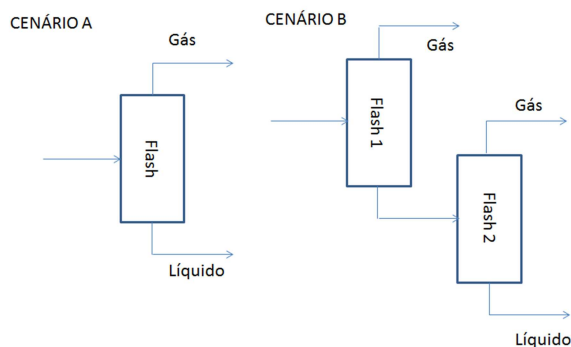 CENÁRIO A
Gás
Flash
Líquido
CENÁRIO B
Gás
Flash 1
Gás
Flash 2
Líquido